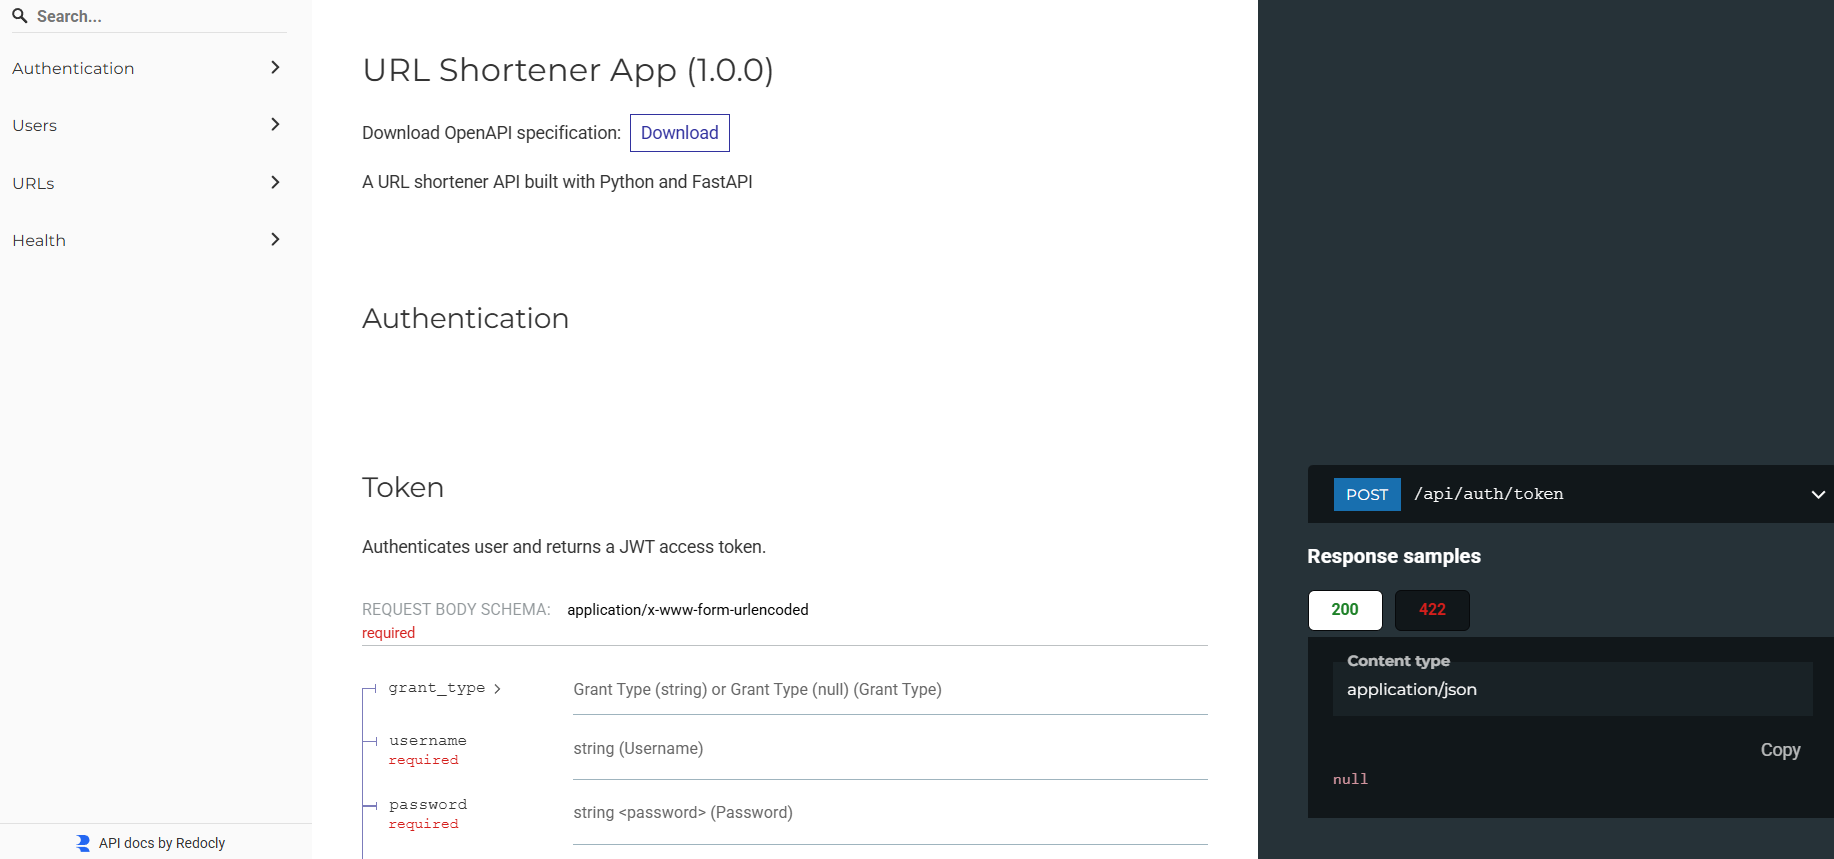 Search...
Authentication
Users
URLs
Health
API docs by Redocly
URL Shortener App (1.0.0)
Download OpenAPI specification: Download
A URL shortener API built with Python and FastAPI
Authentication
Token
Authenticates user and returns a JWT access token.
REQUEST BODY SCHEMA: application/x-www-form-urlencoded
required
grant_type Grant Type (string) or Grant Type (null) (Grant Type)
username string (Username)
required
password string <password> (Password)
required
POST /api/auth/token
Response samples
200 422
Content type
application/json
Copy
null